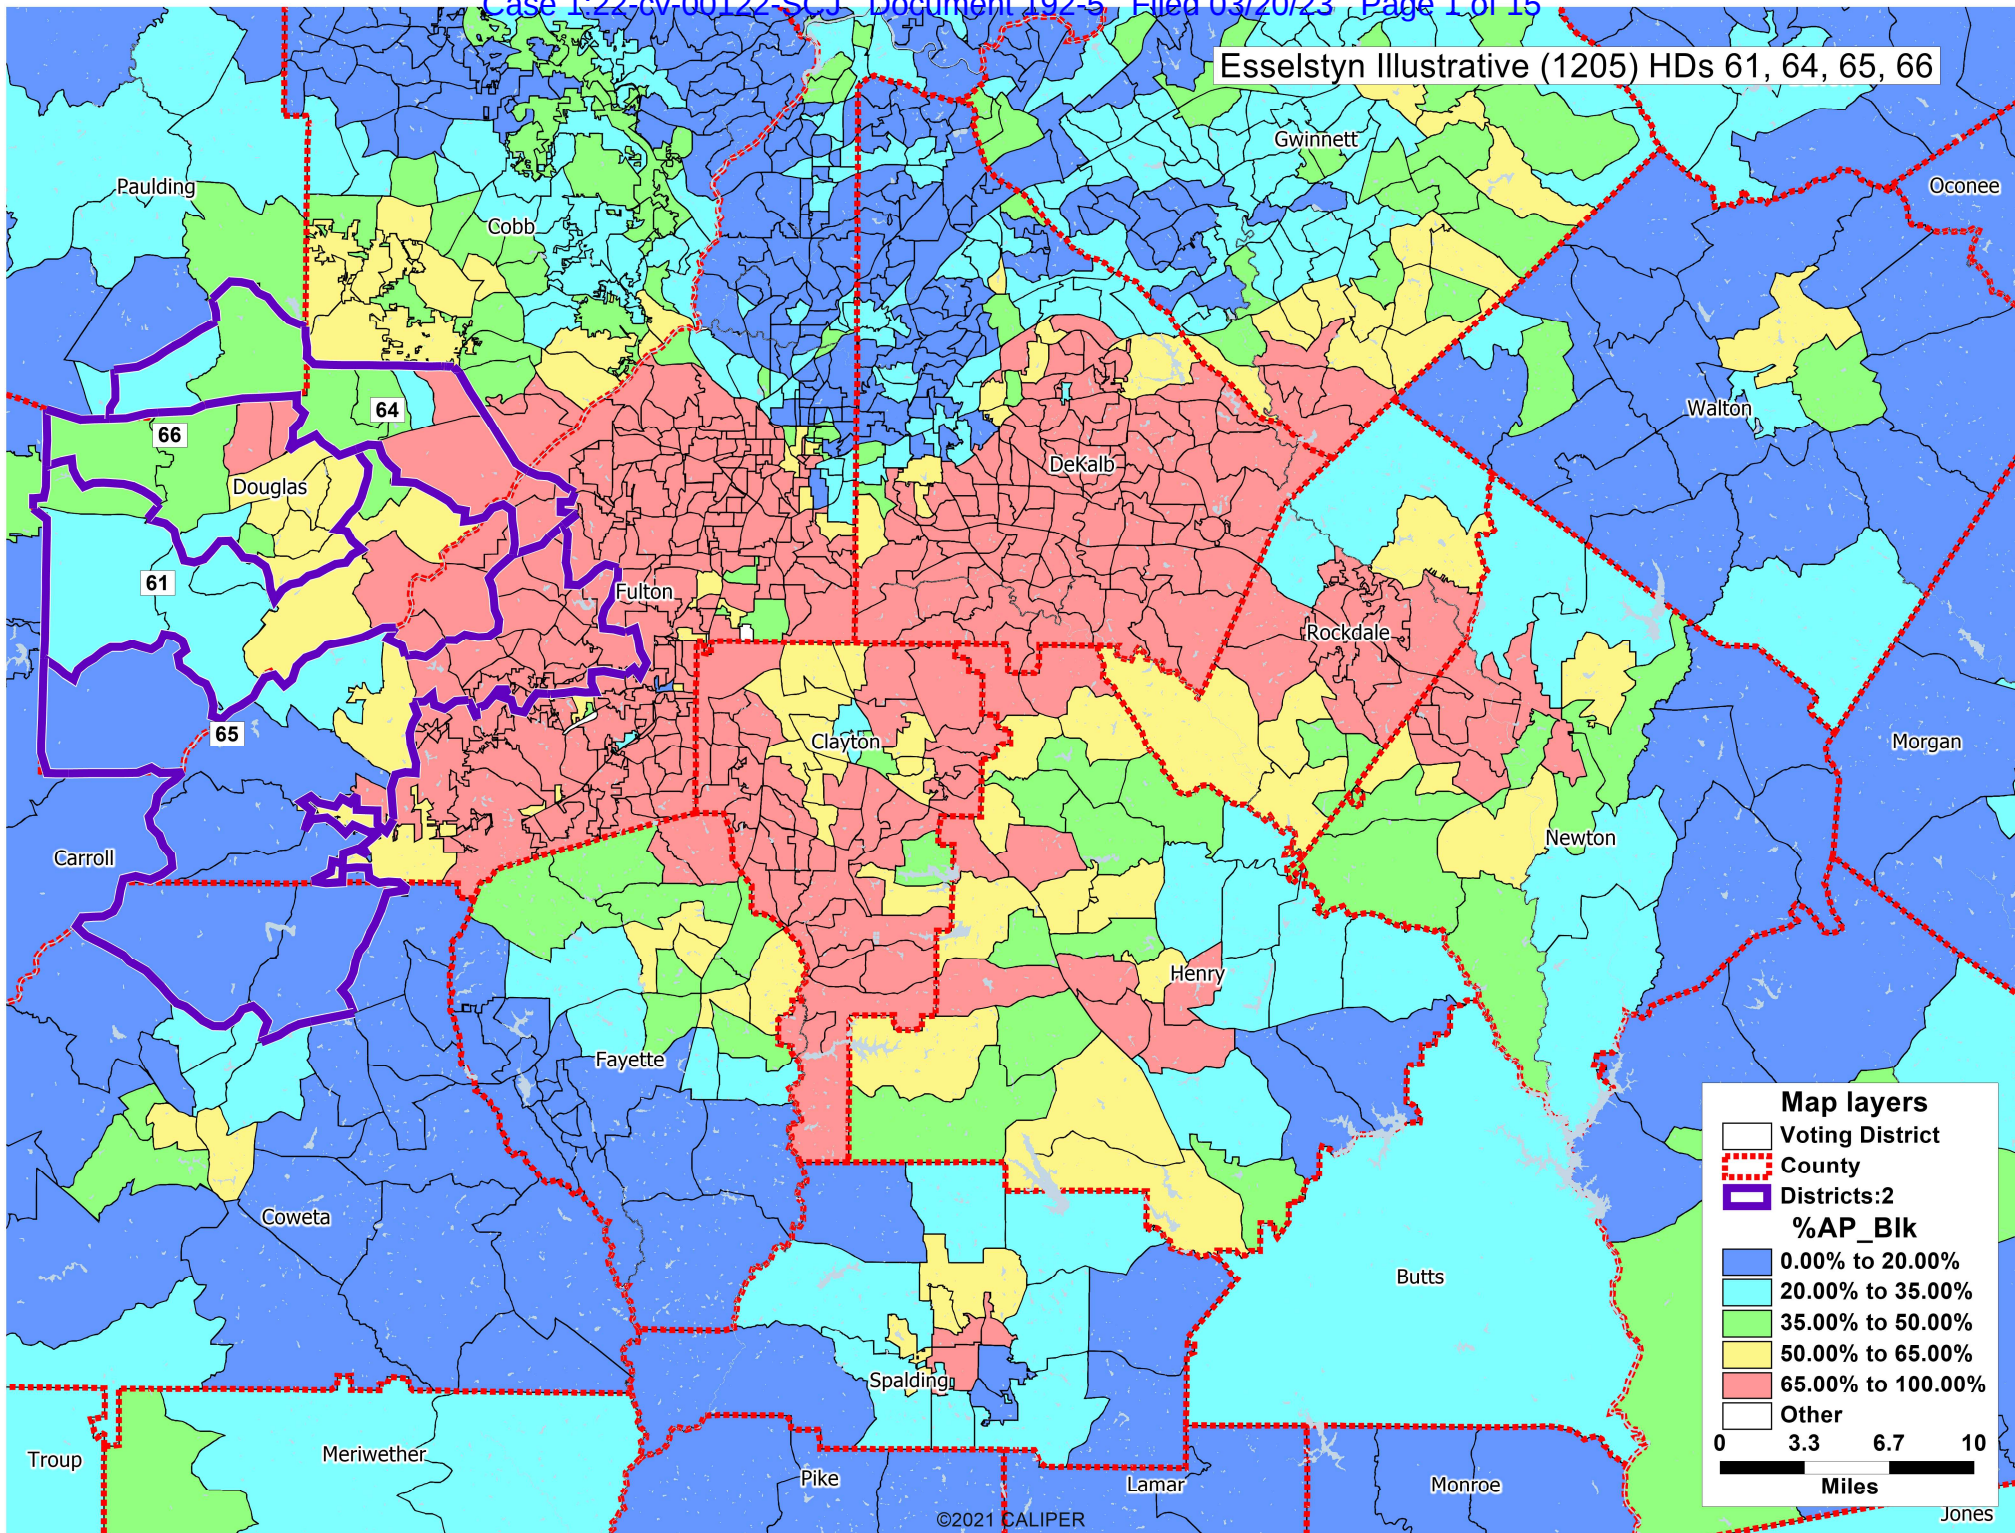 Case 1:22-cv-00122-SCJ Document 192-5 Filed 03/20/23 Page 1 of 15
Esselstyn Illustrative (1205) HDs 61, 64, 65, 66
Gwinnett
Paulding
Oconee
Cobb
64
Walton
66
DeKalb
Douglas
61
Fulton
Rockdale
65
Clayton
Morgan
Newton
Carroll
Henry
Fayette
Coweta
Butts
Spalding
Troup
Meriwether
Pike
Lamar
Monroe
Jones
Map layers
Voting District
County
Districts:2
%AP_Blk
0.00% to 20.00%
20.00% to 35.00%
35.00% to 50.00%
50.00% to 65.00%
65.00% to 100.00%
Other
0 3.3 6.7 10
Miles
©2021 CALIPER